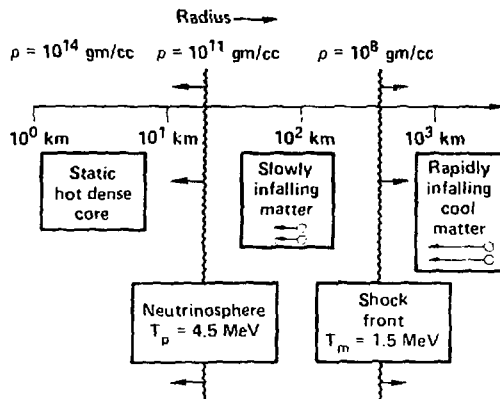 Radius
ρ = 10¹⁴ gm/cc ρ = 10¹¹ gm/cc ρ = 10⁸ gm/cc
10⁰ km 10¹ km 10² km 10³ km
Static
hot dense
core
Slowly
infalling
matter
Rapidly
infalling
cool
matter
Neutrinosphere
Tₚ = 4.5 MeV
Shock
front
Tₘ = 1.5 MeV